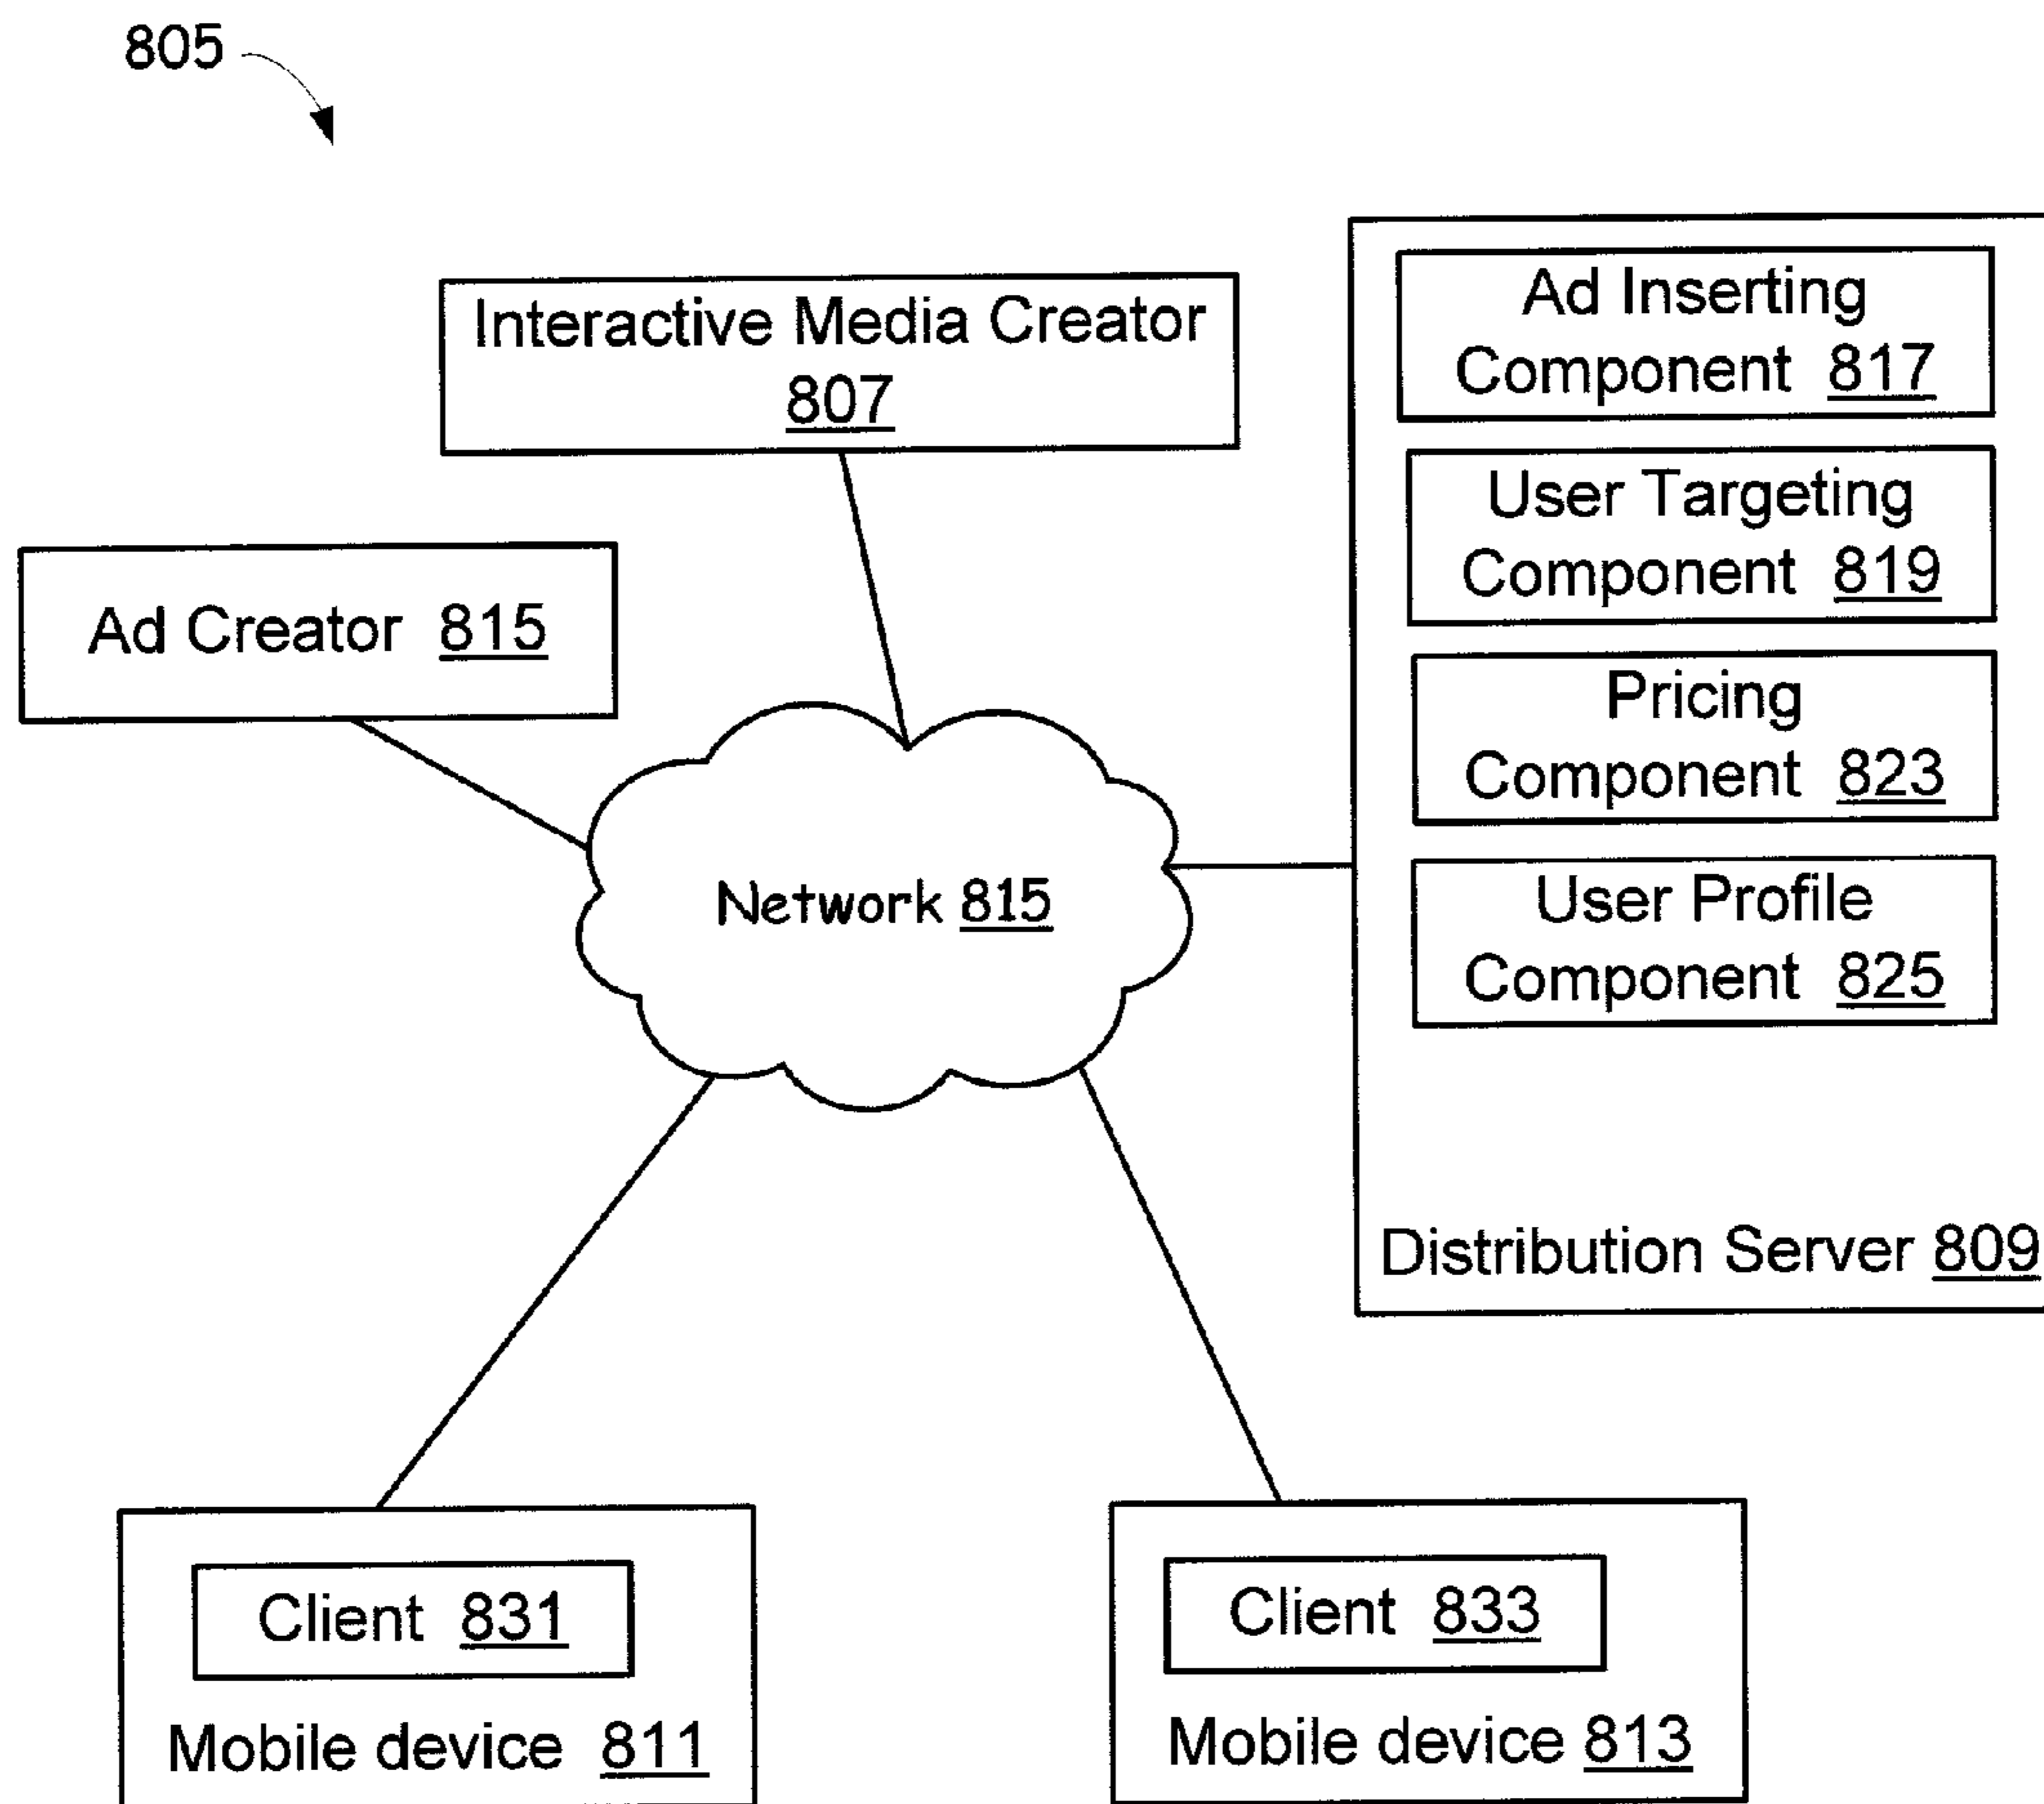 805
Interactive Media Creator
807
Ad Creator 815
Network 815
Ad Inserting
Component 817
User Targeting
Component 819
Pricing
Component 823
User Profile
Component 825
Distribution Server 809
Client 831
Mobile device 811
Client 833
Mobile device 813